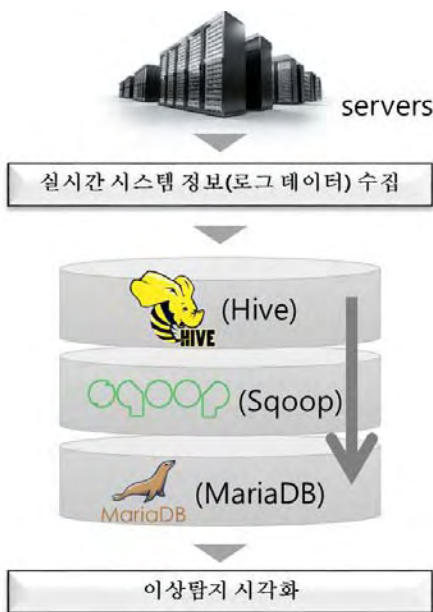 servers
실시간 시스템 정보(로그 데이터) 수집
HIVE (Hive)
sqoop (Sqoop)
MariaDB (MariaDB)
이상탐지 시각화